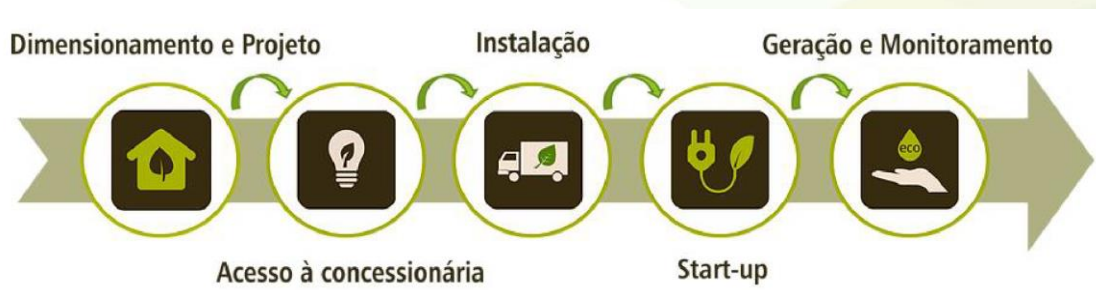 Dimensionamento e Projeto
Instalação
Geração e Monitoramento
eco
Acesso à concessionária
Start-up